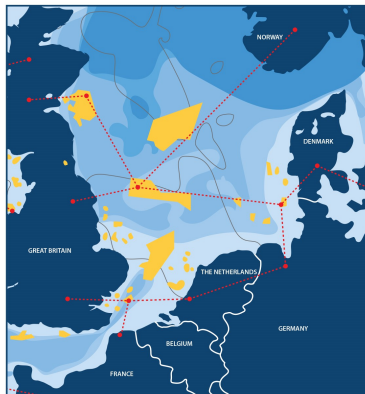 NORWAY
DENMARK
GREAT BRITAIN
THE NETHERLANDS
GERMANY
BELGIUM
FRANCE